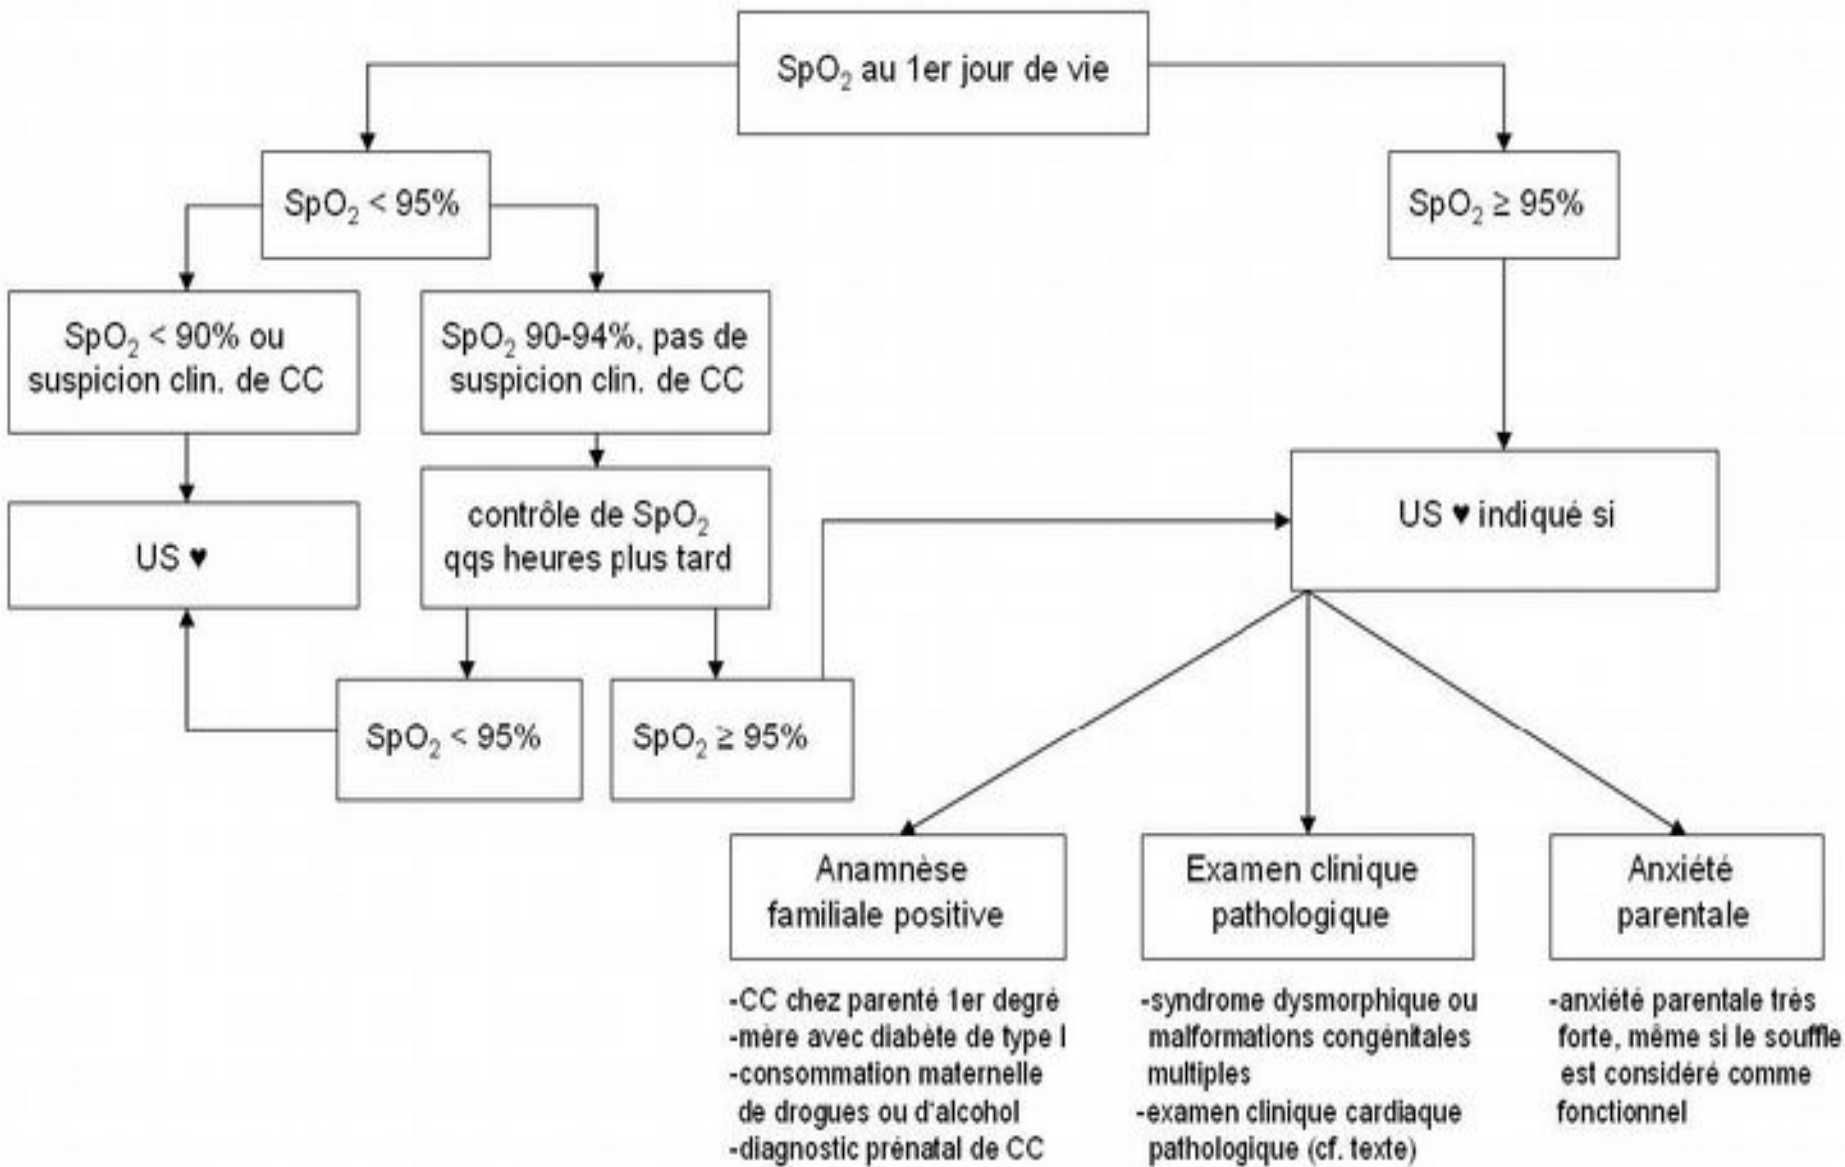 SpO₂ au 1er jour de vie
SpO₂ < 95%
SpO₂ ≥ 95%
SpO₂ < 90% ou
suspicion clin. de CC
SpO₂ 90-94%, pas de
suspicion clin. de CC
US ♥
contrôle de SpO₂
qqs heures plus tard
US ♥ indiqué si
SpO₂ < 95%
SpO₂ ≥ 95%
Anamnèse
familiale positive
Examen clinique
pathologique
Anxiété
parentale
-CC chez parenté 1er degré
-mère avec diabète de type I
-consommation maternelle
de drogues ou d'alcohol
-diagnostic prénatal de CC
-syndrome dysmorphique ou
malformations congénitales
multiples
-examen clinique cardiaque
pathologique (cf. texte)
-anxiété parentale très
forte, même si le souffle
est considéré comme
fonctionnel